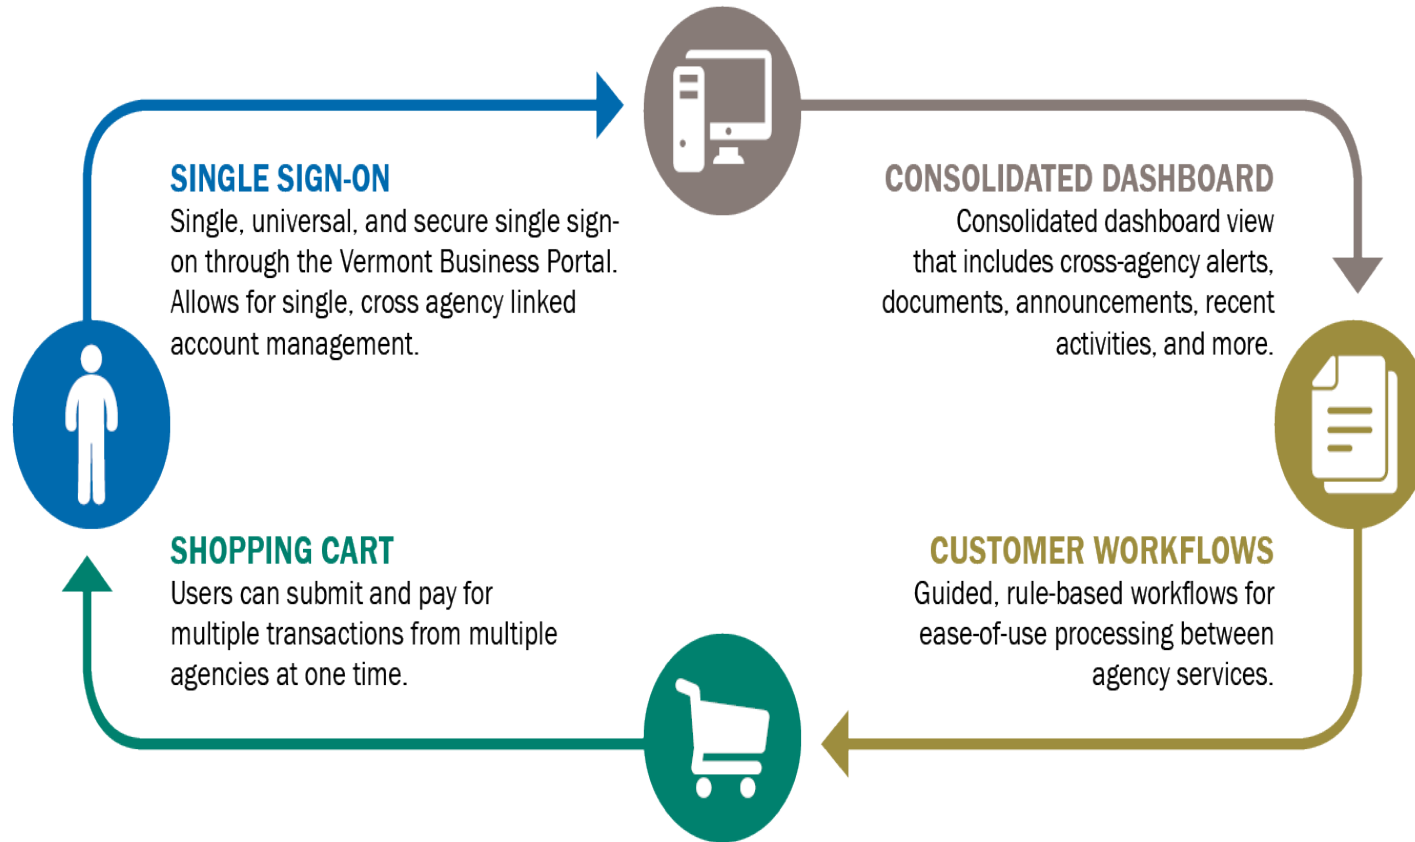 SINGLE SIGN-ON
Single, universal, and secure single sign-
on through the Vermont Business Portal.
Allows for single, cross agency linked
account management.
CONSOLIDATED DASHBOARD
Consolidated dashboard view
that includes cross-agency alerts,
documents, announcements, recent
activities, and more.
SHOPPING CART
Users can submit and pay for
multiple transactions from multiple
agencies at one time.
CUSTOMER WORKFLOWS
Guided, rule-based workflows for
ease-of-use processing between
agency services.